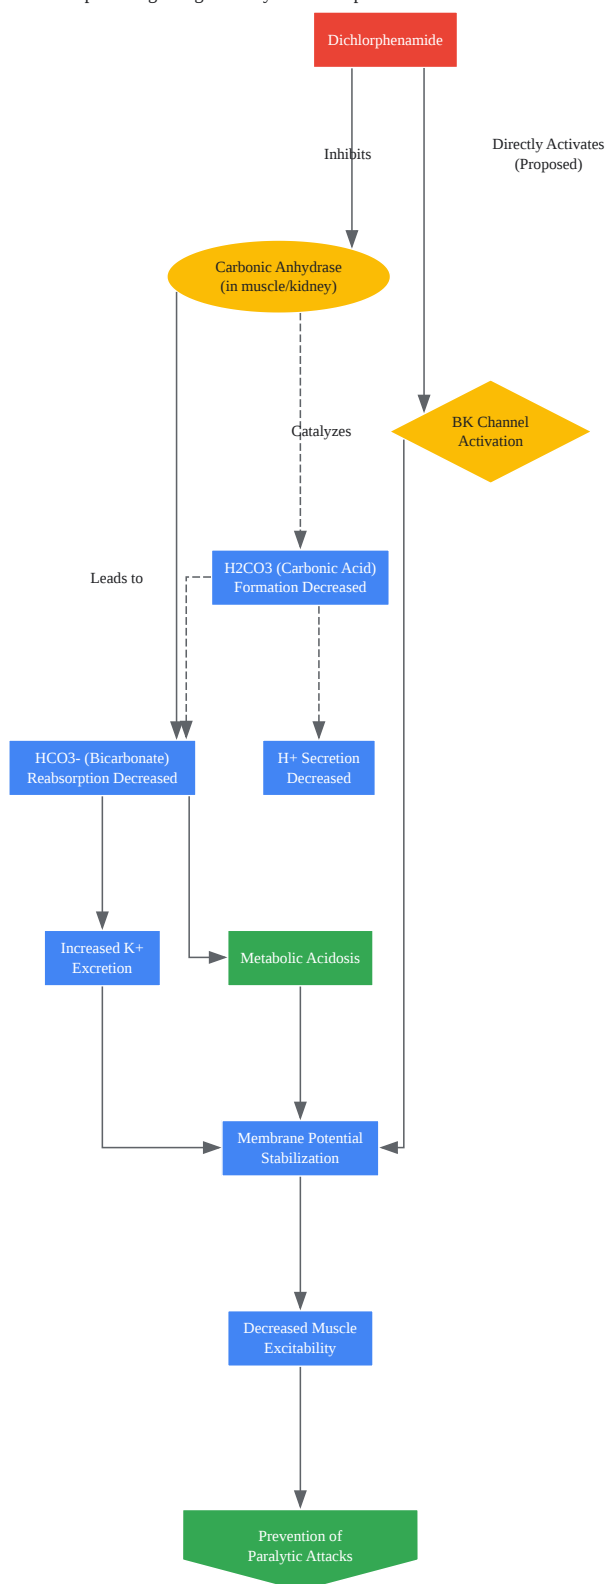 Dichlorphenamide
Inhibits
Directly Activates
(Proposed)
Carbonic Anhydrase
(in muscle/kidney)
Catalyzes
BK Channel
Activation
Leads to
H2CO3 (Carbonic Acid)
Formation Decreased
HCO3- (Bicarbonate)
Reabsorption Decreased
H+ Secretion
Decreased
Increased K+
Excretion
Metabolic Acidosis
Membrane Potential
Stabilization
Decreased Muscle
Excitability
Prevention of
Paralytic Attacks